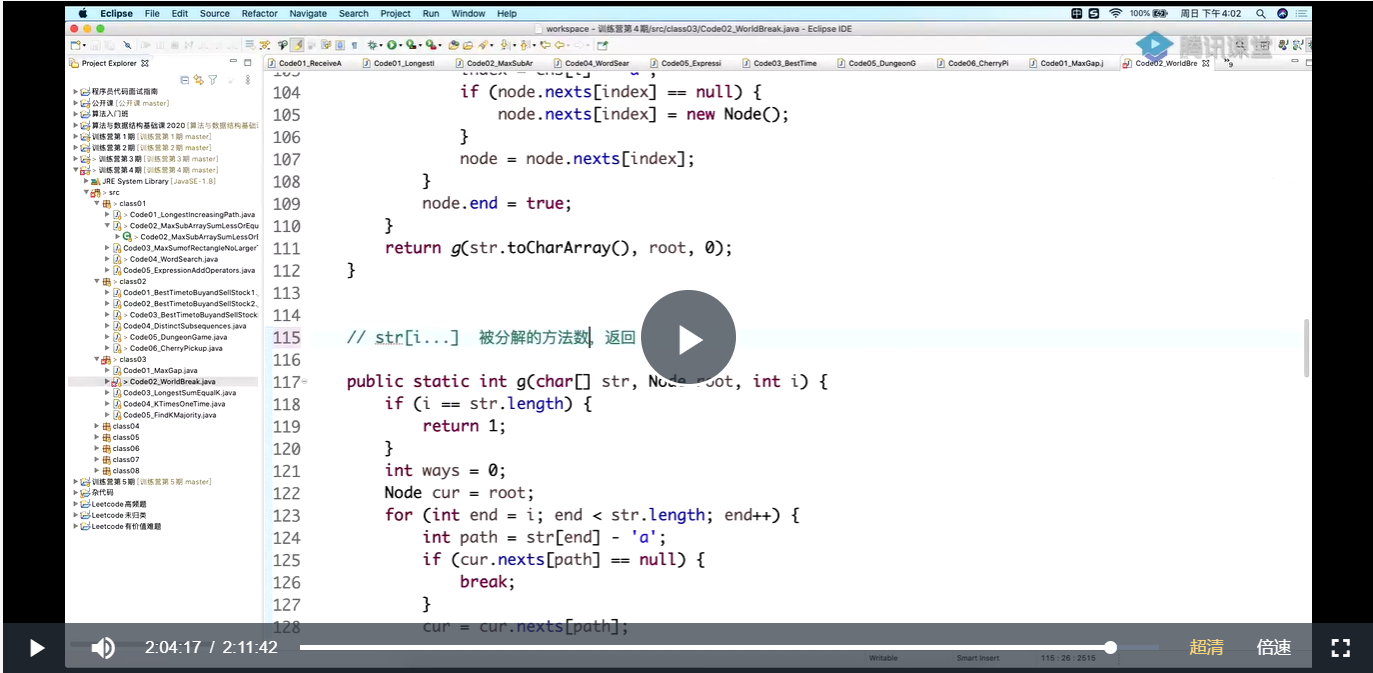 Eclipse File Edit Source Refactor Navigate Search Project Run Window Help 100% 周日下午4:02
workspace - 训练营第4期/src/class03/Code02_WorldBreak.java - Eclipse IDE
腾讯课堂
Project Explorer
Code01_ReceiveA Code01_Longestl Code02_MaxSubAr Code04_WordSear Code05_Expressi Code03_BestTime Code05_DungeonG Code06_CherryPi Code01_MaxGap.j Code02_WorldBre
程序员代码面试指南
公开课 [公开课 master]
算法入门班
算法与数据结构基础课2020 [算法与数据结构基础
训练营第1期 [训练营第1期 master]
训练营第2期 [训练营第2期 master]
> 训练营第3期 [训练营第3期 master]
> 训练营第4期 [训练营第4期 master]
JRE System Library [JavaSE-1.8]
> src
> class01
> Code01_LongestIncreasingPath.java
> Code02_MaxSubArraySumLessOrEqu
> Code02_MaxSubArraySumLessOrE
Code03_MaxSumofRectangleNoLarger
> Code04_WordSearch.java
Code05_ExpressionAddOperators.java
> class02
Code01_BestTimetoBuyandSellStock1.
Code02_BestTimetoBuyandSellStock2.
> Code03_BestTimetoBuyandSellStock
Code04_DistinctSubsequences.java
> Code05_DungeonGame.java
> Code06_CherryPickup.java
> class03
Code01_MaxGap.java
> Code02_WorldBreak.java
Code03_LongestSumEqualK.java
Code04_KTimesOneTime.java
Code05_FindKMajority.java
class04
class05
class06
class07
class08
训练营第5期 [训练营第5期 master]
杂代码
Leetcode高频题
Leetcode未归类
Leetcode有价值难题
103 index = chs[i] - 'a';
104 if (node.nexts[index] == null) {
105 node.nexts[index] = new Node();
106 }
107 node = node.nexts[index];
108 }
109 node.end = true;
110 }
111 return g(str.toCharArray(), root, 0);
112 }
113
114
115 // str[i...] 被分解的方法数，返回
116
117 public static int g(char[] str, Node root, int i) {
118 if (i == str.length) {
119 return 1;
120 }
121 int ways = 0;
122 Node cur = root;
123 for (int end = i; end < str.length; end++) {
124 int path = str[end] - 'a';
125 if (cur.nexts[path] == null) {
126 break;
127 }
128 cur = cur.nexts[path];
Writable Smart Insert 115 : 26 : 2515
2:04:17 / 2:11:42 超清 倍速